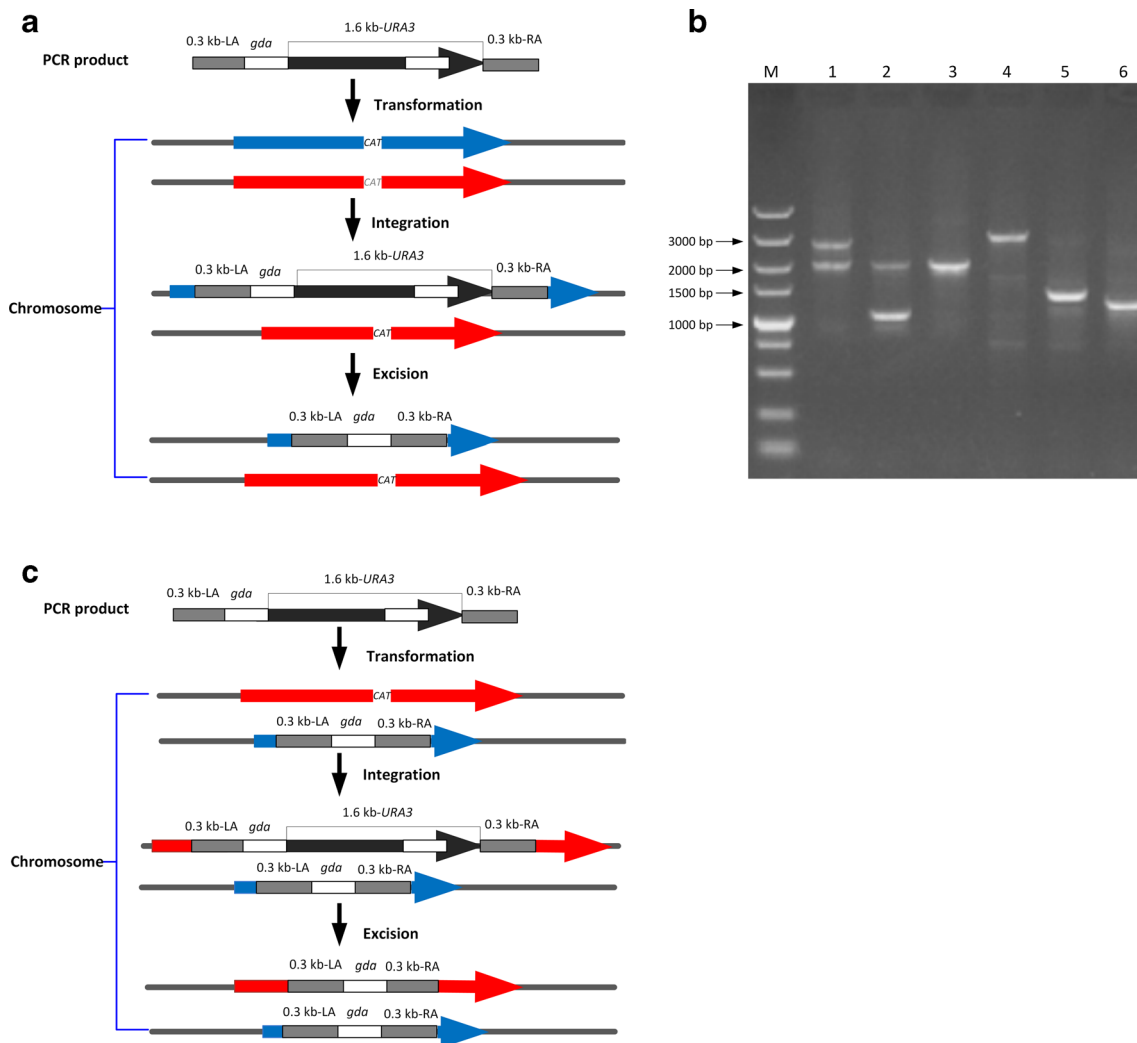 a
1.6 kb-URA3
0.3 kb-LA gda 0.3 kb-RA
PCR product
Transformation
CAT
CAT
Integration
1.6 kb-URA3
0.3 kb-LA gda 0.3 kb-RA
Chromosome
CAT
Excision
0.3 kb-LA gda 0.3 kb-RA
CAT
b
M 1 2 3 4 5 6
3000 bp
2000 bp
1500 bp
1000 bp
c
1.6 kb-URA3
0.3 kb-LA gda 0.3 kb-RA
PCR product
Transformation
CAT
0.3 kb-LA gda 0.3 kb-RA
Integration
1.6 kb-URA3
0.3 kb-LA gda 0.3 kb-RA
Chromosome
0.3 kb-LA gda 0.3 kb-RA
Excision
0.3 kb-LA gda 0.3 kb-RA
0.3 kb-LA gda 0.3 kb-RA